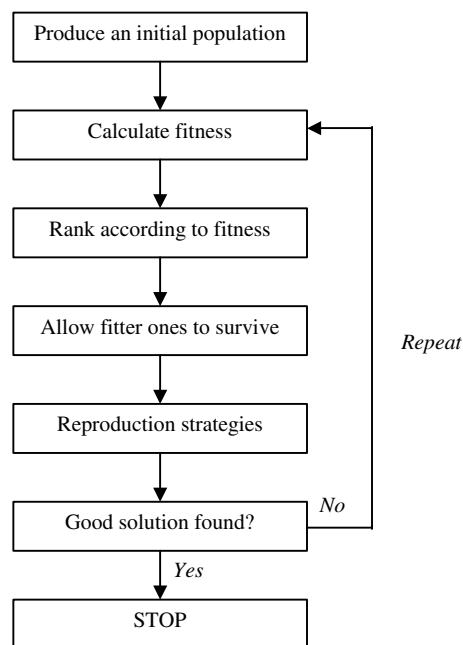 Produce an initial population
Calculate fitness
Rank according to fitness
Allow fitter ones to survive
Repeat
Reproduction strategies
Good solution found?
No
Yes
STOP